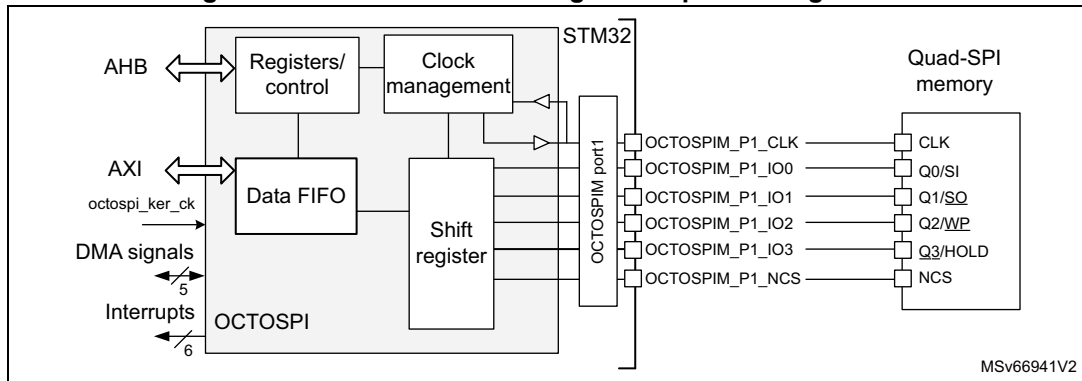 STM32
AHB
Registers/
control
Clock
management
Quad-SPI
memory
AXI
Data FIFO
Shift
register
octospi_ker_ck
DMA signals
5
Interrupts
6
OCTOSPI
OCTOSPIM port1
OCTOSPIM_P1_CLK
CLK
OCTOSPIM_P1_IO0
Q0/SI
OCTOSPIM_P1_IO1
Q1/SO
OCTOSPIM_P1_IO2
Q2/WP
OCTOSPIM_P1_IO3
Q3/HOLD
OCTOSPIM_P1_NCS
NCS
MSv66941V2